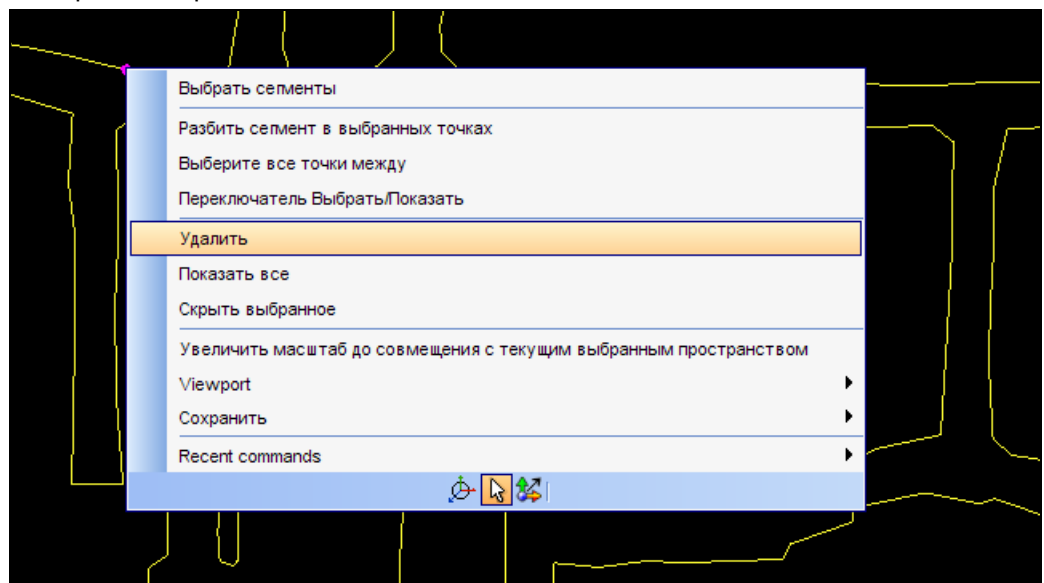 Выбрать сегменты
Разбить сегмент в выбранных точках
Выберите все точки между
Переключатель Выбрать/Показать
Удалить
Показать все
Скрыть выбранное
Увеличить масштаб до совмещения с текущим выбранным пространством
Viewport
Сохранить
Recent commands